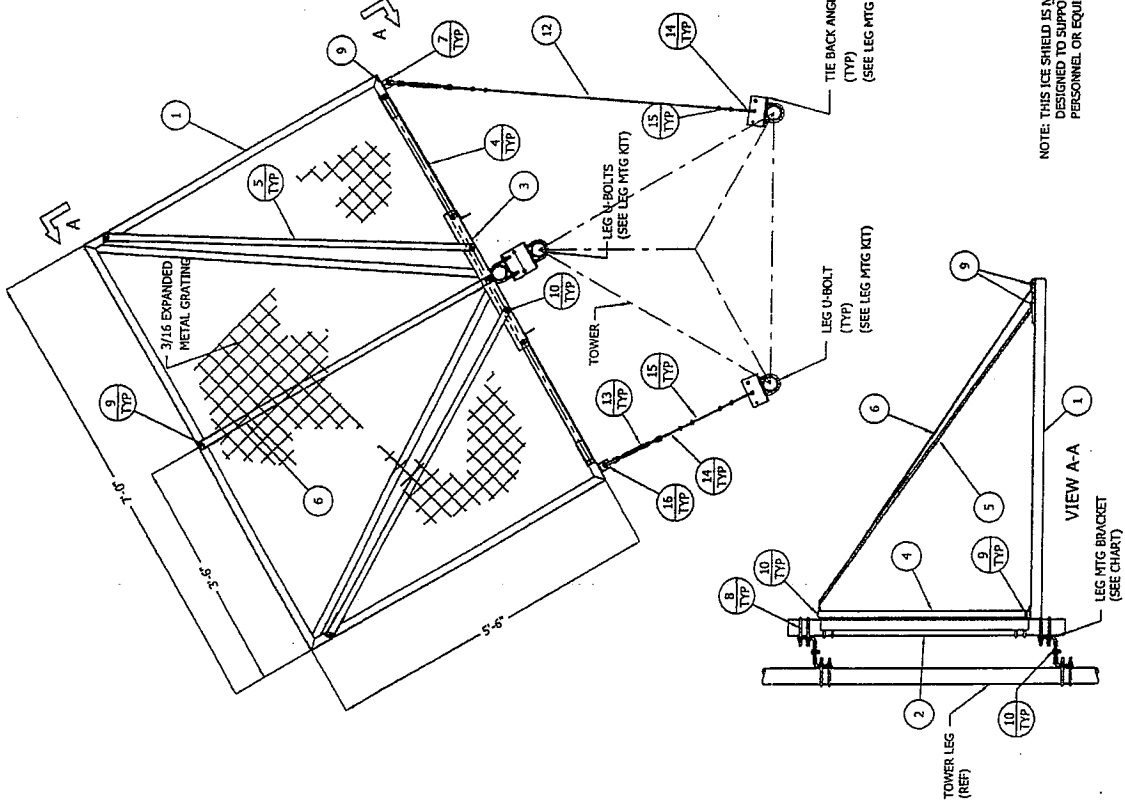 A
A
9
7
TYP
12
14
TYP
TIE BACK
(TYP)
(SEE LEG MTG
1
5
TYP
4
TYP
3
15
TYP
LEG U-BOLTS
(SEE LEG MTG KIT)
NOTE: THIS ICE SHIELD IS
DESIGNED TO
PERSONNEL OR
3/16 EXPANDED
METAL GRATING
10
TYP
TOWER
LEG U-BOLT
(TYP)
(SEE LEG MTG KIT)
9
TYP
6
13
TYP
15
TYP
14
TYP
16
TYP
7'-0"
3'-6"
5'-6"
9
6
5
1
VIEW A-A
10
TYP
4
9
TYP
8
TYP
LEG MTG BRACKET
(SEE CHART)
2
10
TYP
TOWER LEG
(REF)